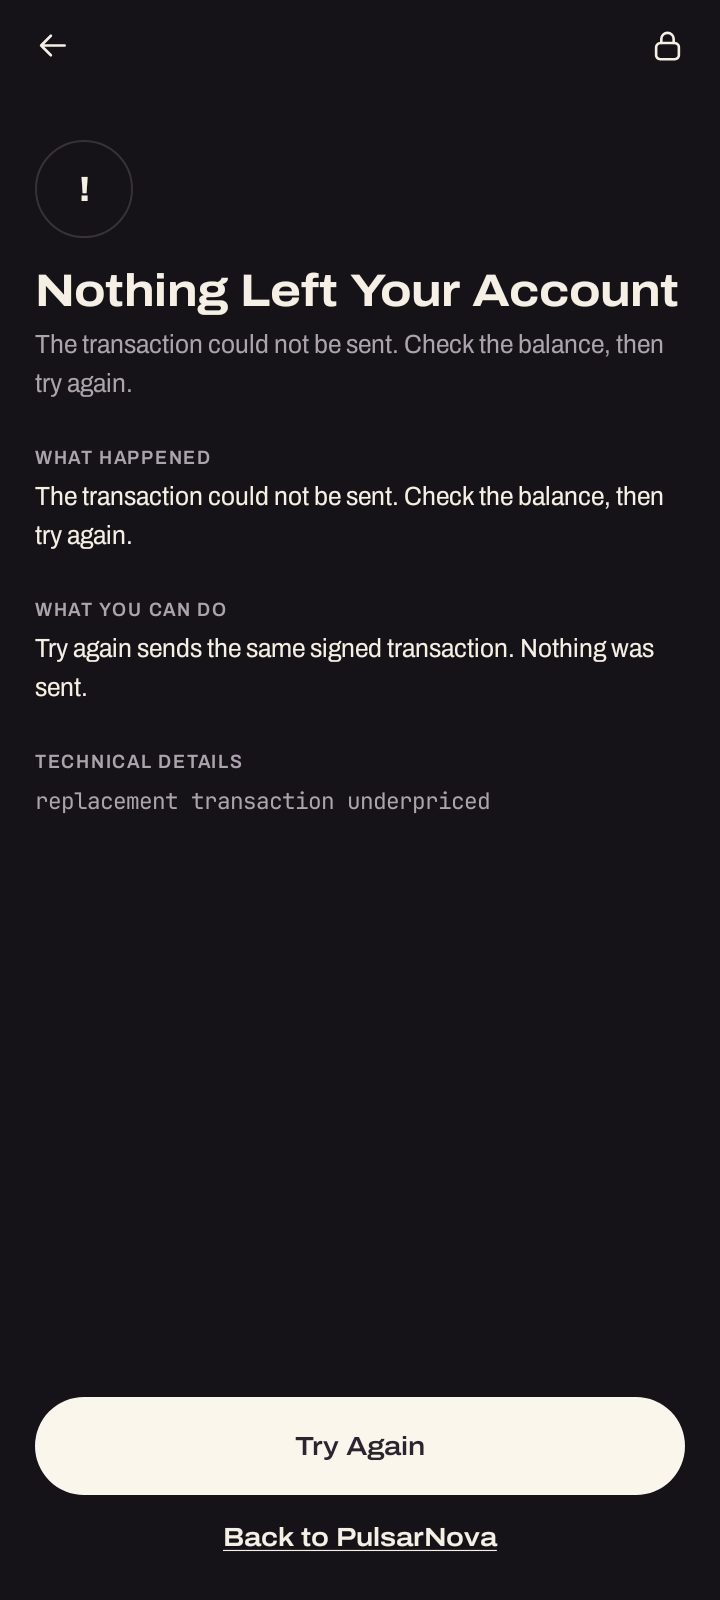 !
Nothing Left Your Account
The transaction could not be sent. Check the balance, then
try again.
WHAT HAPPENED
The transaction could not be sent. Check the balance, then
try again.
WHAT YOU CAN DO
Try again sends the same signed transaction. Nothing was
sent.
TECHNICAL DETAILS
replacement transaction underpriced
Try Again
Back to PulsarNova